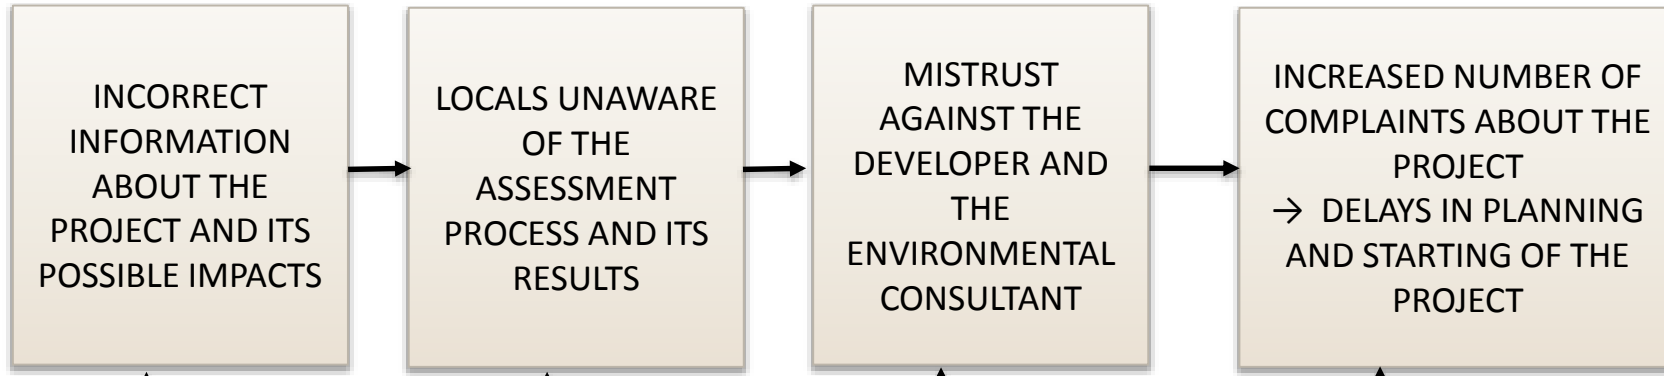 INCORRECT
INFORMATION
ABOUT THE
PROJECT AND ITS
POSSIBLE IMPACTS
LOCALS UNAWARE
OF THE
ASSESSMENT
PROCESS AND ITS
RESULTS
MISTRUST
AGAINST THE
DEVELOPER AND
THE
ENVIRONMENTAL
CONSULTANT
INCREASED NUMBER OF
COMPLAINTS ABOUT THE
PROJECT
→ DELAYS IN PLANNING
AND STARTING OF THE
PROJECT